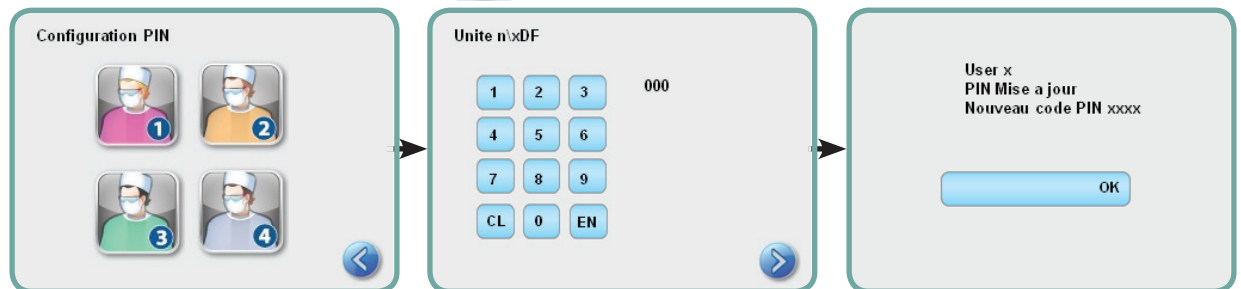 Configuration PIN
1 2
3 4
Unite n\xDF
000
1 2 3
4 5 6
7 8 9
CL 0 EN
User x
PIN Mise a jour
Nouveau code PIN xxxx
OK